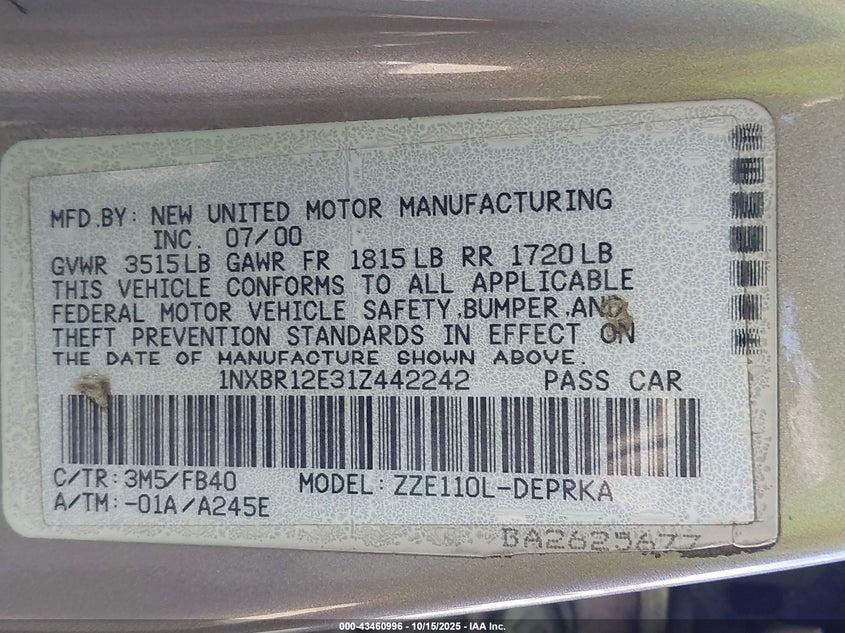 MFD.BY: NEW UNITED MOTOR MANUFACTURING
INC. 07/00
GVWR 3515LB GAWR FR 1815LB RR 1720LB
THIS VEHICLE CONFORMS TO ALL APPLICABLE
FEDERAL MOTOR VEHICLE SAFETY,BUMPER,AND
THEFT PREVENTION STANDARDS IN EFFECT ON
THE DATE OF MANUFACTURE SHOWN ABOVE.
1NXBR12E31Z442242 PASS CAR
C/TR: 3M5/FB40 MODEL: ZZE110L-DEPRKA
A/TM: -01A/A245E
BA2625677
000-43460996 - 10/15/2025 - IAA Inc.